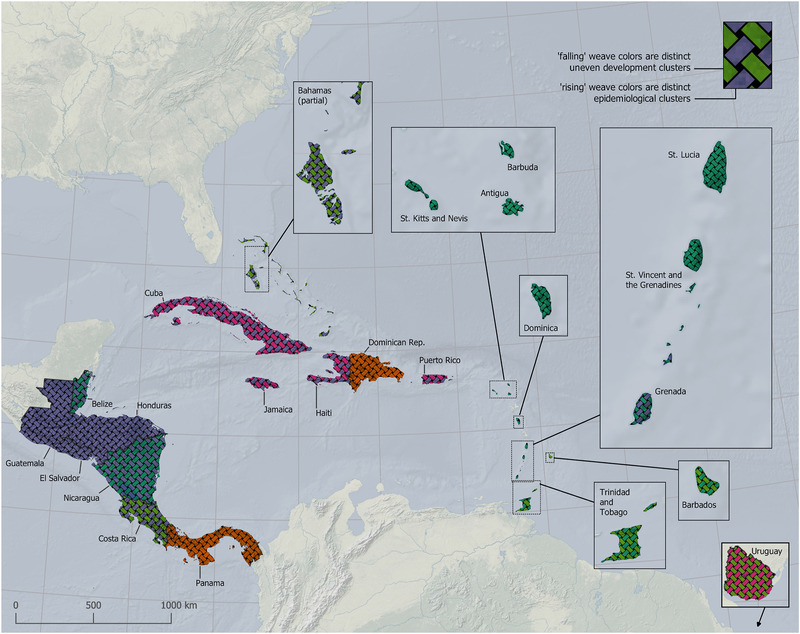 'falling' weave colors are distinct
uneven development clusters
'rising' weave colors are distinct
epidemiological clusters
Bahamas
(partial)
Barbuda
Antigua
St. Kitts and Nevis
St. Lucia
St. Vincent and
the Grenadines
Grenada
Dominica
Cuba
Dominican Rep.
Puerto Rico
Jamaica
Haiti
Belize
Honduras
Guatemala
El Salvador
Nicaragua
Costa Rica
Panama
Trinidad
and
Tobago
Barbados
Uruguay
0 500 1000 km